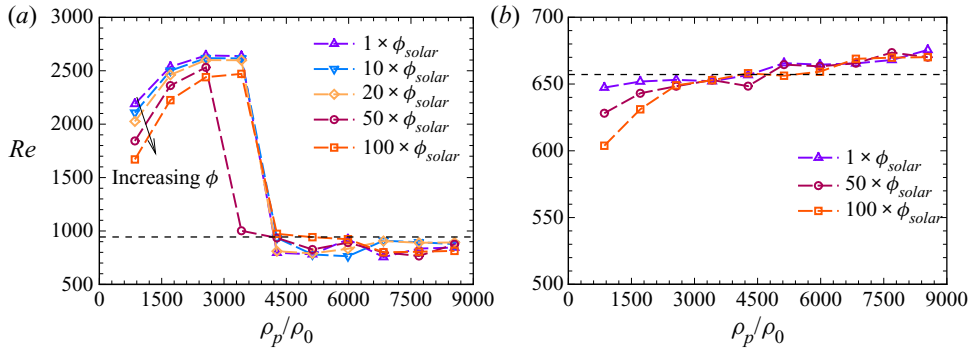 (a)
3000
2500
2000
1500
1000
500
Re
1 × ϕsolar
10 × ϕsolar
20 × ϕsolar
50 × ϕsolar
100 × ϕsolar
Increasing ϕ
0 1500 3000 4500 6000 7500 9000
ρp/ρ0
(b)
700
650
600
550
500
1 × ϕsolar
50 × ϕsolar
100 × ϕsolar
0 1500 3000 4500 6000 7500 9000
ρp/ρ0